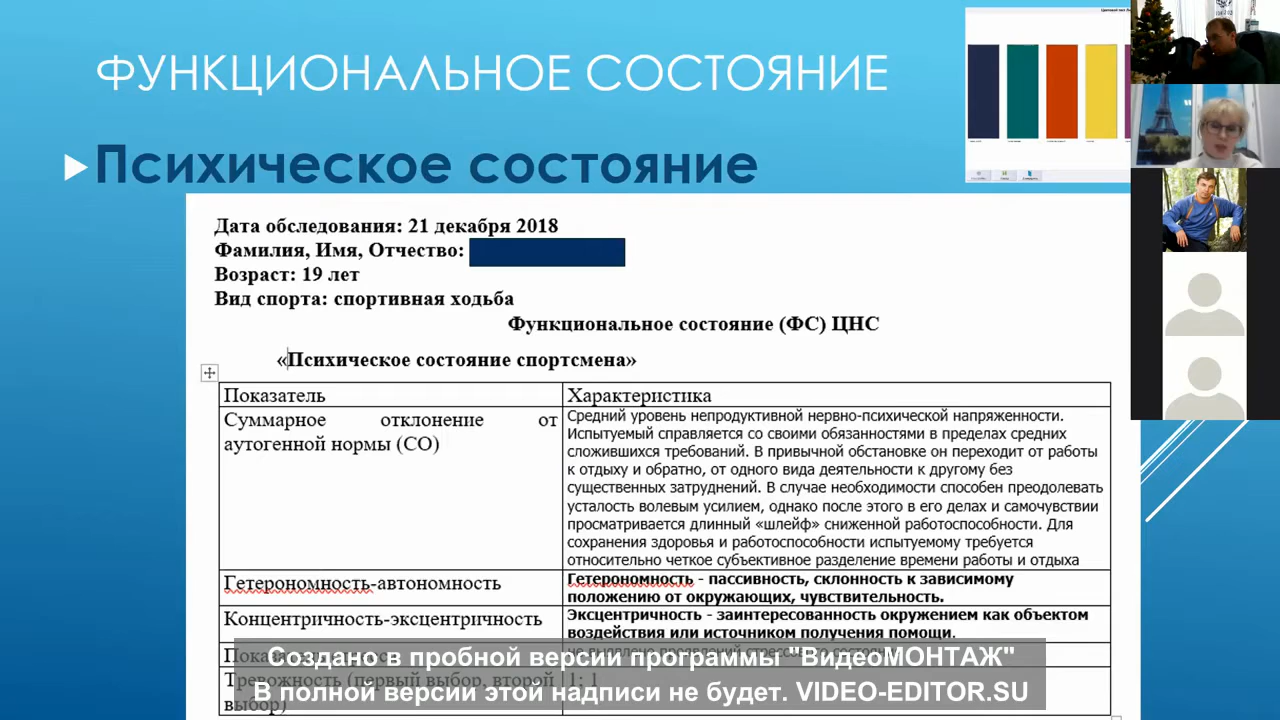 ФУНКЦИОНАЛЬНОЕ СОСТОЯНИЕ
Психическое состояние
Дата обследования: 21 декабря 2018
Фамилия, Имя, Отчество:
Возраст: 19 лет
Вид спорта: спортивная ходьба
Функциональное состояние (ФС) ЦНС
«Психическое состояние спортсмена»
Показатель
Характеристика
Суммарное отклонение от
аутогенной нормы (СО)
Средний уровень непродуктивной нервно-психической напряженности.
Испытуемый справляется со своими обязанностями в пределах средних
сложившихся требований. В привычной обстановке он переходит от работы
к отдыху и обратно, от одного вида деятельности к другому без
существенных затруднений. В случае необходимости способен преодолевать
усталость волевым усилием, однако после этого в его делах и самочувствии
просматривается длинный «шлейф» сниженной работоспособности. Для
сохранения здоровья и работоспособности испытуемому требуется
относительно четкое субъективное разделение времени работы и отдыха
Гетерономность-автономность
Гетерономность - пассивность, склонность к зависимому
положению от окружающих, чувствительность.
Концентричность-эксцентричность
Эксцентричность - заинтересованность окружением как объектом
воздействия или источником получения помощи.
не выявлено проявлений стрессового
Тревожность (первый выбор, второй
выбор)
1: 1
Создано в пробной версии программы "ВидеоМОНТАЖ"
В полной версии этой надписи не будет. VIDEO-EDITOR.SU